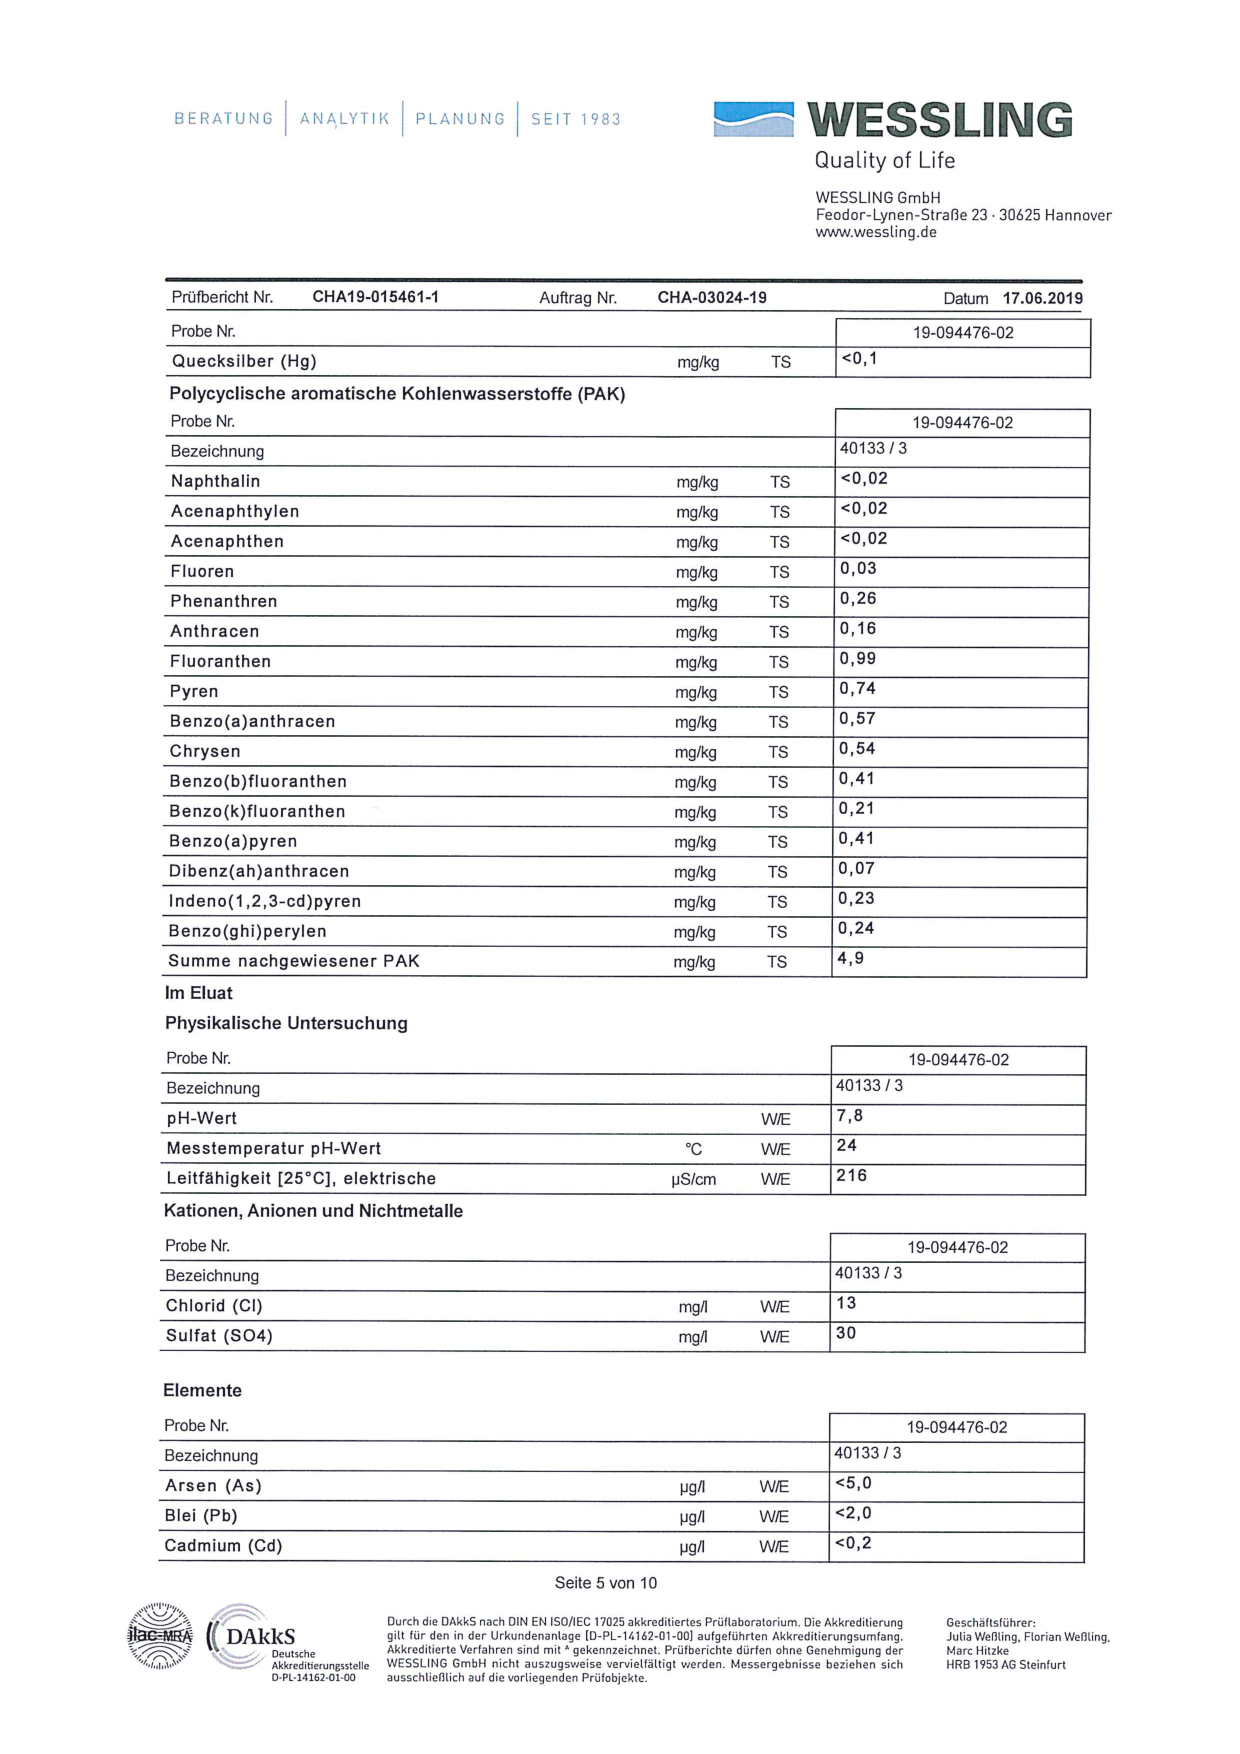 BERATUNG | ANALYTIK | PLANUNG | SEIT 1983
WESSLING
Quality of Life
WESSLING GmbH
Feodor-Lynen-Straße 23 · 30625 Hannover
www.wessling.de
Prüfbericht Nr. CHA19-015461-1 Auftrag Nr. CHA-03024-19 Datum 17.06.2019
Probe Nr. 19-094476-02
Quecksilber (Hg) mg/kg TS <0,1
Polycyclische aromatische Kohlenwasserstoffe (PAK)
Probe Nr. 19-094476-02
Bezeichnung 40133 / 3
Naphthalin mg/kg TS <0,02
Acenaphthylen mg/kg TS <0,02
Acenaphthen mg/kg TS <0,02
Fluoren mg/kg TS 0,03
Phenanthren mg/kg TS 0,26
Anthracen mg/kg TS 0,16
Fluoranthen mg/kg TS 0,99
Pyren mg/kg TS 0,74
Benzo(a)anthracen mg/kg TS 0,57
Chrysen mg/kg TS 0,54
Benzo(b)fluoranthen mg/kg TS 0,41
Benzo(k)fluoranthen mg/kg TS 0,21
Benzo(a)pyren mg/kg TS 0,41
Dibenz(ah)anthracen mg/kg TS 0,07
Indeno(1,2,3-cd)pyren mg/kg TS 0,23
Benzo(ghi)perylen mg/kg TS 0,24
Summe nachgewiesener PAK mg/kg TS 4,9
Im Eluat
Physikalische Untersuchung
Probe Nr. 19-094476-02
Bezeichnung 40133 / 3
pH-Wert W/E 7,8
Messtemperatur pH-Wert °C W/E 24
Leitfähigkeit [25°C], elektrische µS/cm W/E 216
Kationen, Anionen und Nichtmetalle
Probe Nr. 19-094476-02
Bezeichnung 40133 / 3
Chlorid (Cl) mg/l W/E 13
Sulfat (SO4) mg/l W/E 30
Elemente
Probe Nr. 19-094476-02
Bezeichnung 40133 / 3
Arsen (As) µg/l W/E <5,0
Blei (Pb) µg/l W/E <2,0
Cadmium (Cd) µg/l W/E <0,2
Seite 5 von 10
ilac-MRA
DAkkS
Deutsche
Akkreditierungsstelle
D-PL-14162-01-00
Durch die DAkkS nach DIN EN ISO/IEC 17025 akkreditiertes Prüflaboratorium. Die Akkreditierung
gilt für den in der Urkundenanlage [D-PL-14162-01-00] aufgeführten Akkreditierungsumfang.
Akkreditierte Verfahren sind mit ᴬ gekennzeichnet. Prüfberichte dürfen ohne Genehmigung der
WESSLING GmbH nicht auszugsweise vervielfältigt werden. Messergebnisse beziehen sich
ausschließlich auf die vorliegenden Prüfobjekte.
Geschäftsführer:
Julia Weßling, Florian Weßling,
Marc Hitzke
HRB 1953 AG Steinfurt